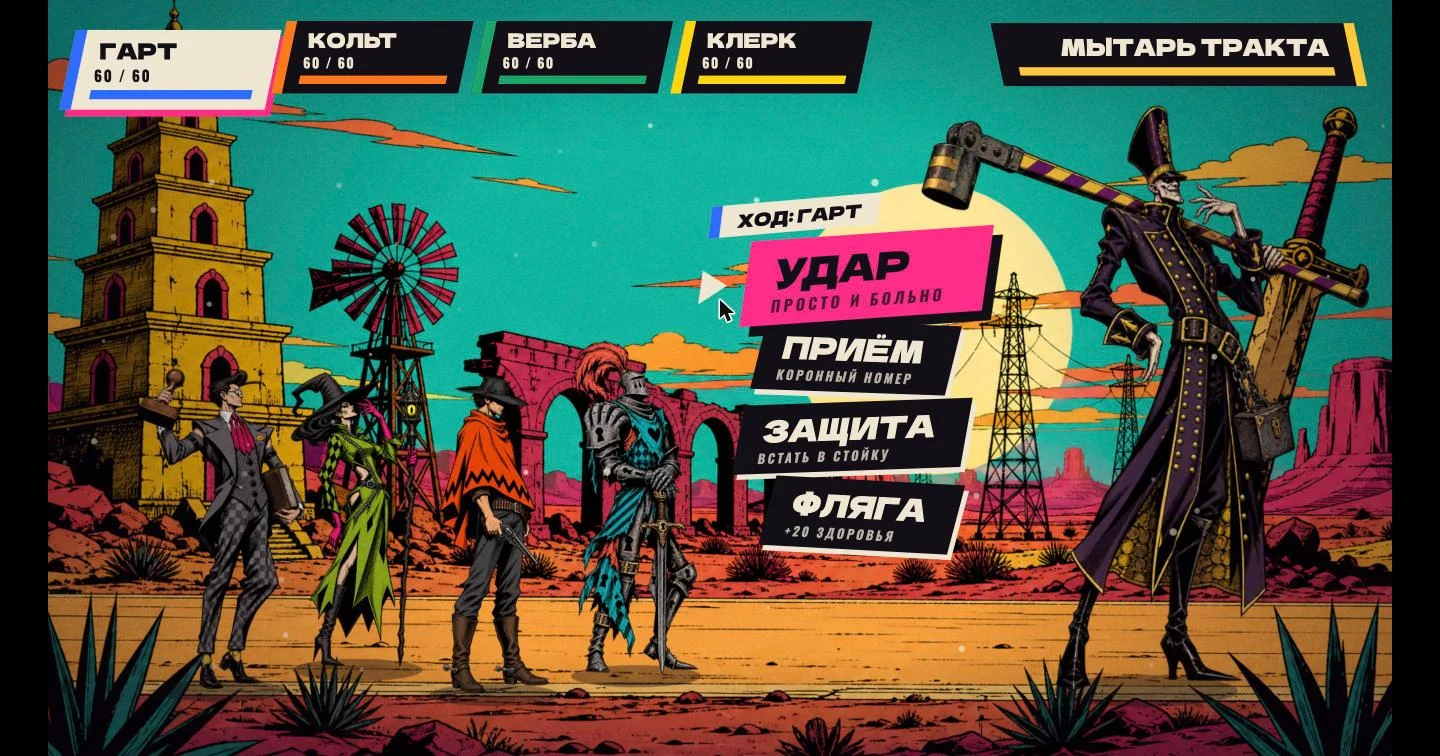 ГАРТ
60 / 60
КОЛЬТ
60 / 60
ВЕРБА
60 / 60
КЛЕРК
60 / 60
МЫТАРЬ ТРАКТА
ХОД: ГАРТ
УДАР
ПРОСТО И БОЛЬНО
ПРИЁМ
КОРОННЫЙ НОМЕР
ЗАЩИТА
ВСТАТЬ В СТОЙКУ
ФЛЯГА
+20 ЗДОРОВЬЯ